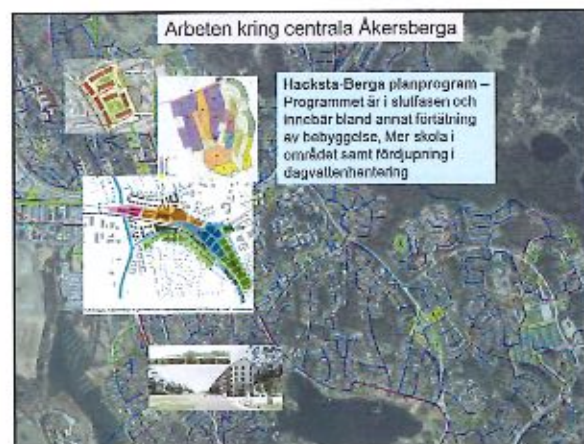 Arbeten kring centrala Åkersberga
Hacksta-Berga planprogram –
Programmet är i slutfasen och
innebär bland annat förtätning
av bebyggelse, Mer skola i
området samt fördjupning i
dagvattenhantering